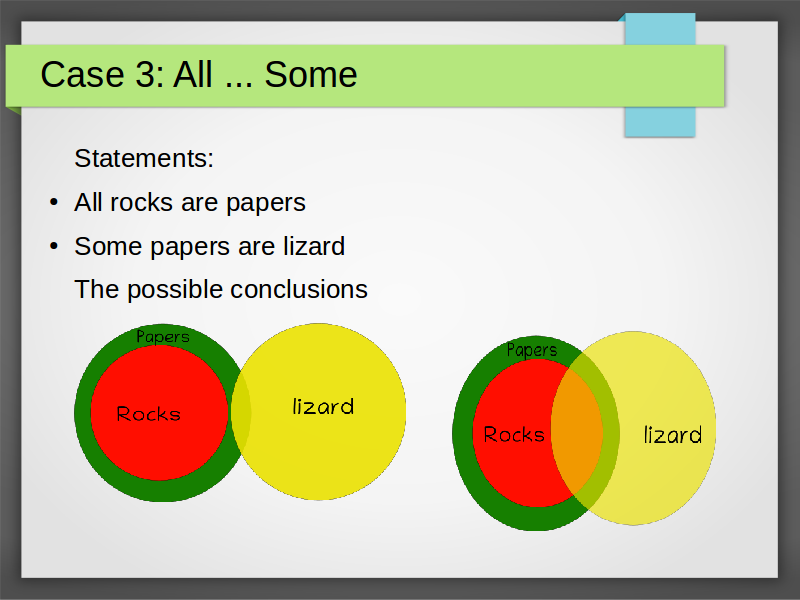 Case 3: All ... Some
Statements:
• All rocks are papers
• Some papers are lizard
The possible conclusions
Papers
Rocks
lizard
Papers
Rocks
lizard